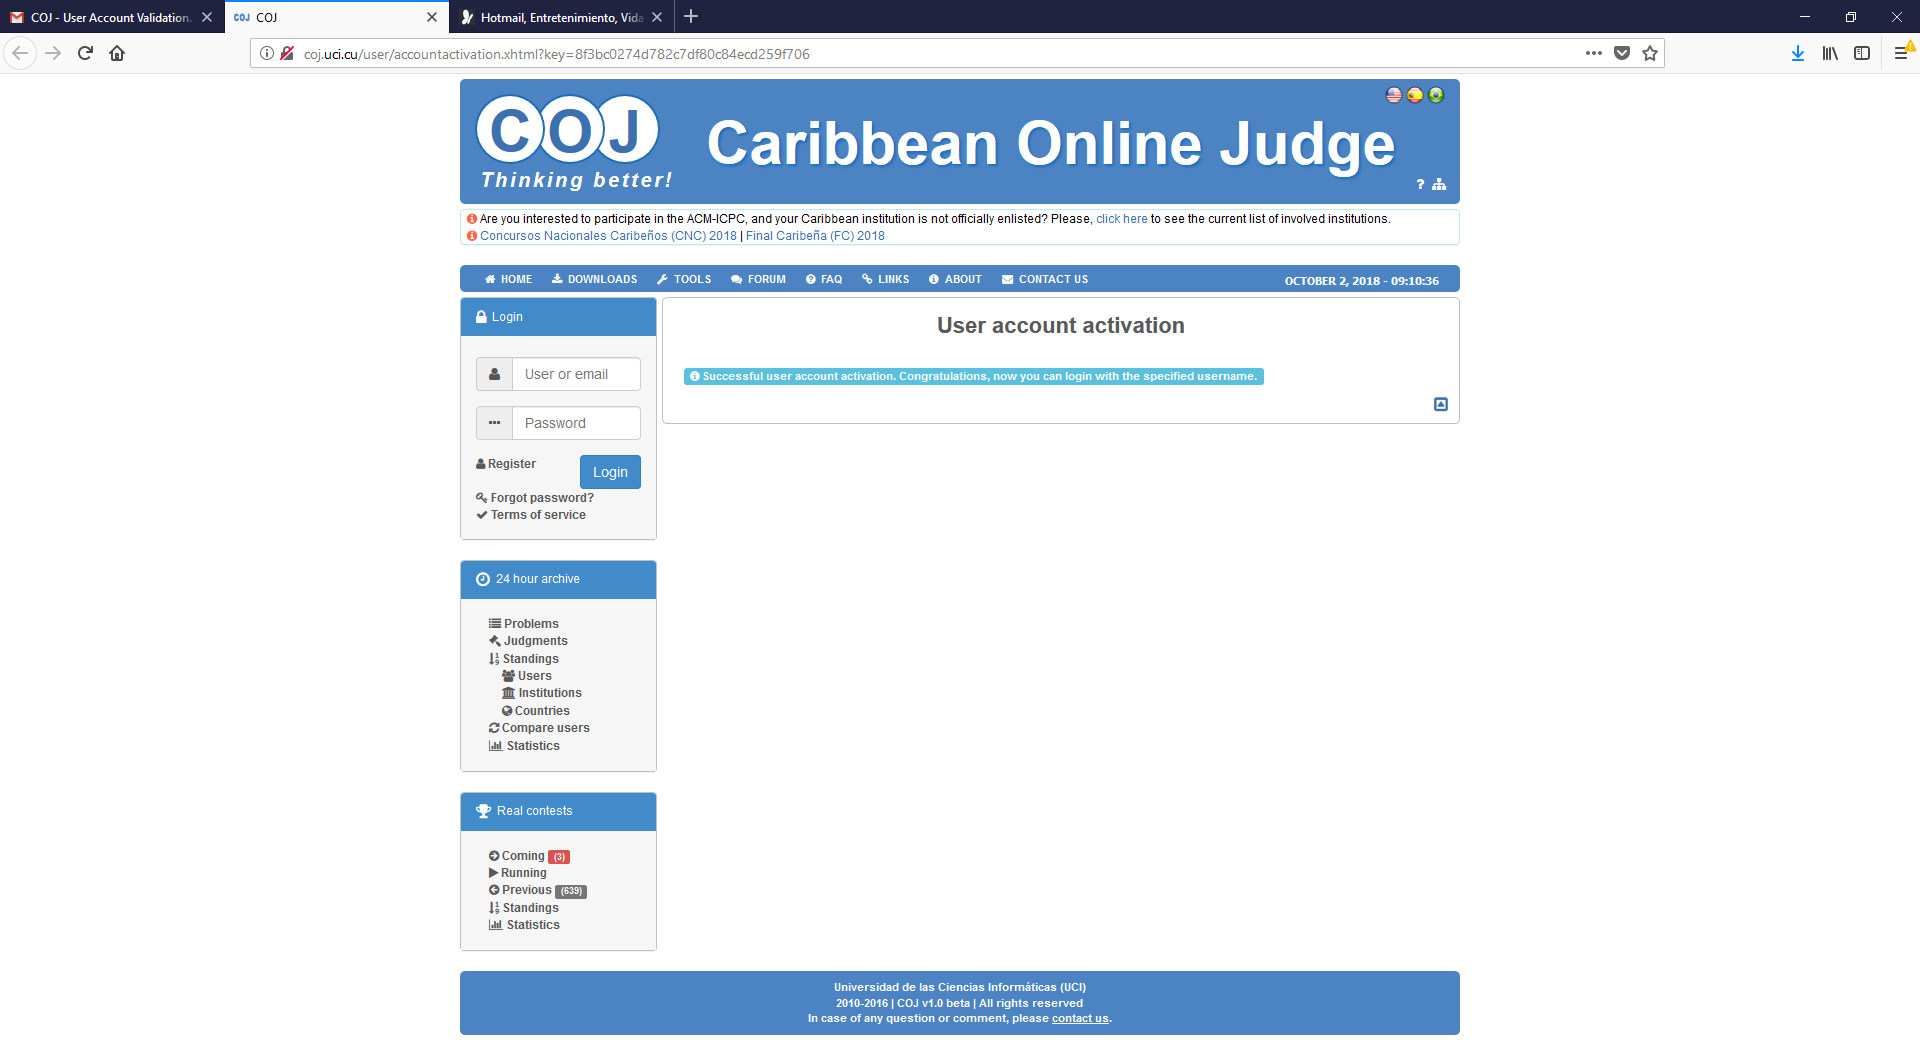 COJ - User Account Validation.
COJ COJ
Hotmail, Entretenimiento, Vida
coj.uci.cu/user/accountactivation.xhtml?key=8f3bc0274d782c7df80c84ecd259f706
COJ
Thinking better!
Caribbean Online Judge
?
Are you interested to participate in the ACM-ICPC, and your Caribbean institution is not officially enlisted? Please, click here to see the current list of involved institutions.
Concursos Nacionales Caribeños (CNC) 2018 | Final Caribeña (FC) 2018
HOME DOWNLOADS TOOLS FORUM FAQ LINKS ABOUT CONTACT US OCTOBER 2, 2018 - 09:10:36
Login
User or email
Password
Register
Login
Forgot password?
Terms of service
User account activation
Successful user account activation. Congratulations, now you can login with the specified username.
24 hour archive
Problems
Judgments
Standings
Users
Institutions
Countries
Compare users
Statistics
Real contests
Coming (3)
Running
Previous (639)
Standings
Statistics
Universidad de las Ciencias Informáticas (UCI)
2010-2016 | COJ v1.0 beta | All rights reserved
In case of any question or comment, please contact us.